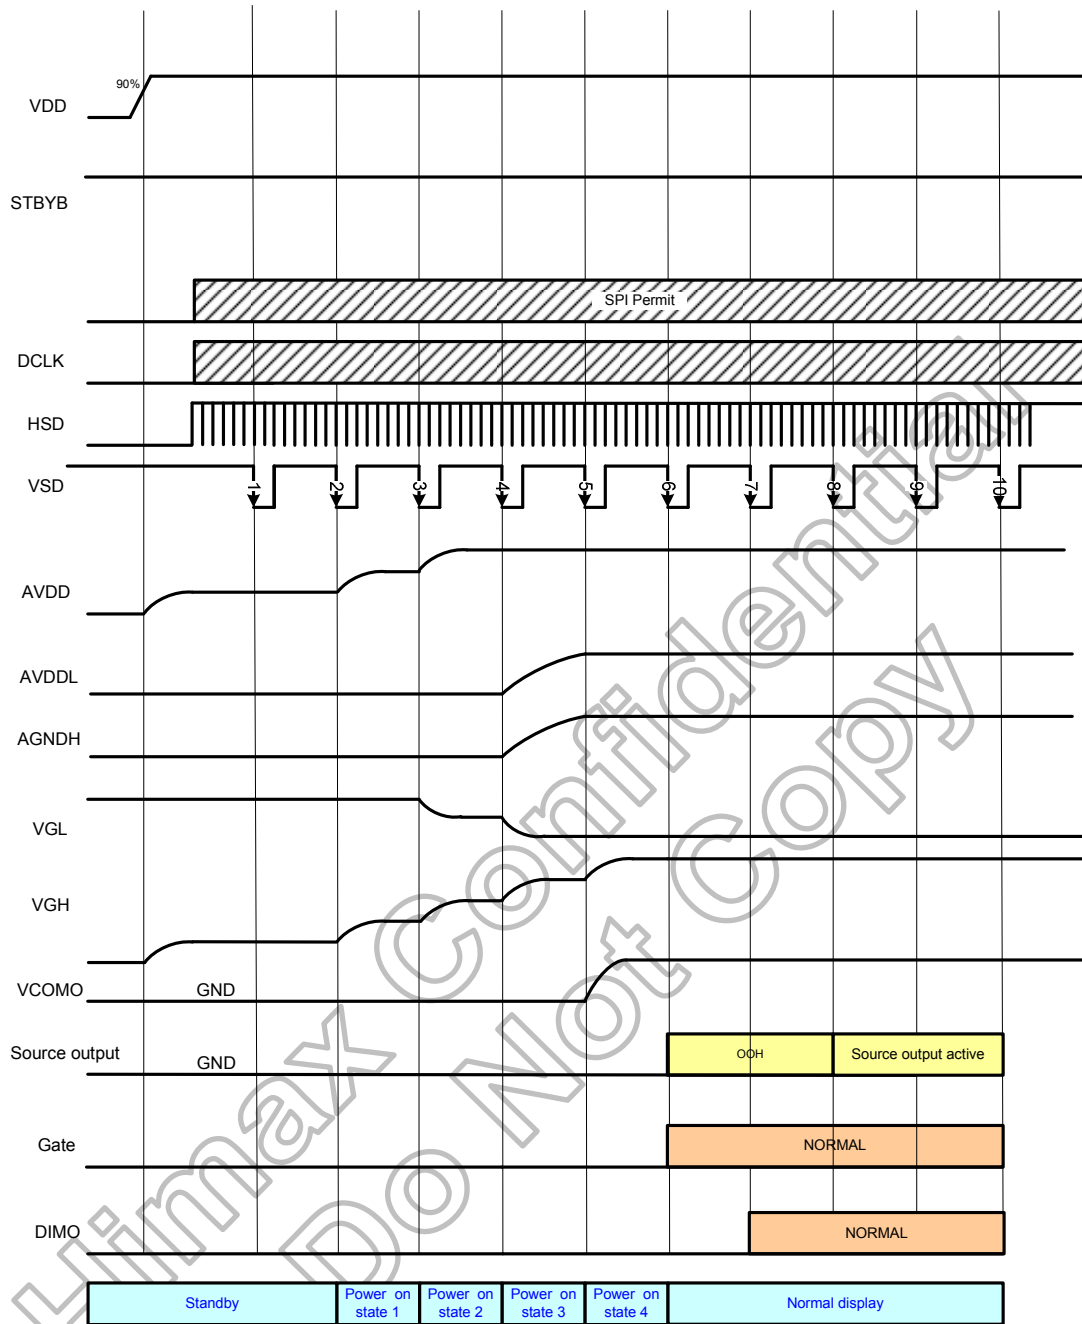 90%
VDD
STBYB
SPI Permit
DCLK
HSD
VSD
1 2 3 4 5 6 7 8 9 10
AVDD
AVDDL
AGNDH
VGL
VGH
VCOMO
GND
Source output
GND
OOH
Source output active
Gate
NORMAL
DIMO
NORMAL
Standby
Power on
state 1
Power on
state 2
Power on
state 3
Power on
state 4
Normal display
Himax Confidential
Do Not Copy